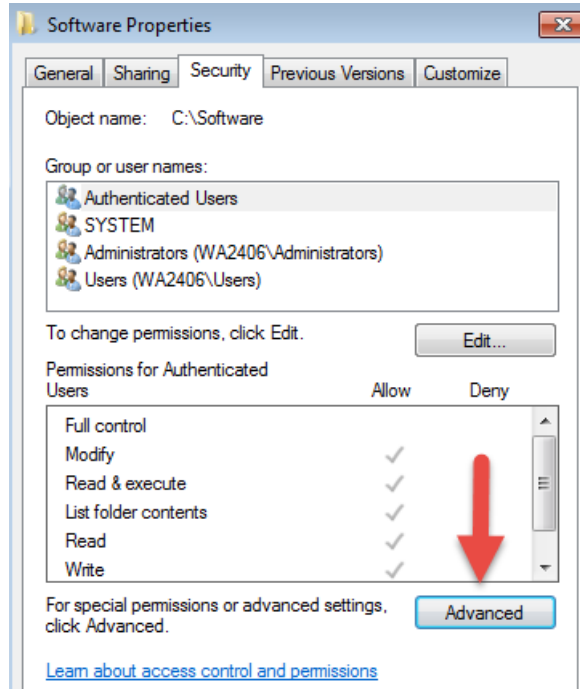 Software Properties
General Sharing Security Previous Versions Customize
Object name: C:\Software
Group or user names:
Authenticated Users
SYSTEM
Administrators (WA2406\Administrators)
Users (WA2406\Users)
To change permissions, click Edit.
Edit...
Permissions for Authenticated
Users Allow Deny
Full control
Modify
Read & execute
List folder contents
Read
Write
For special permissions or advanced settings,
click Advanced.
Advanced
Learn about access control and permissions